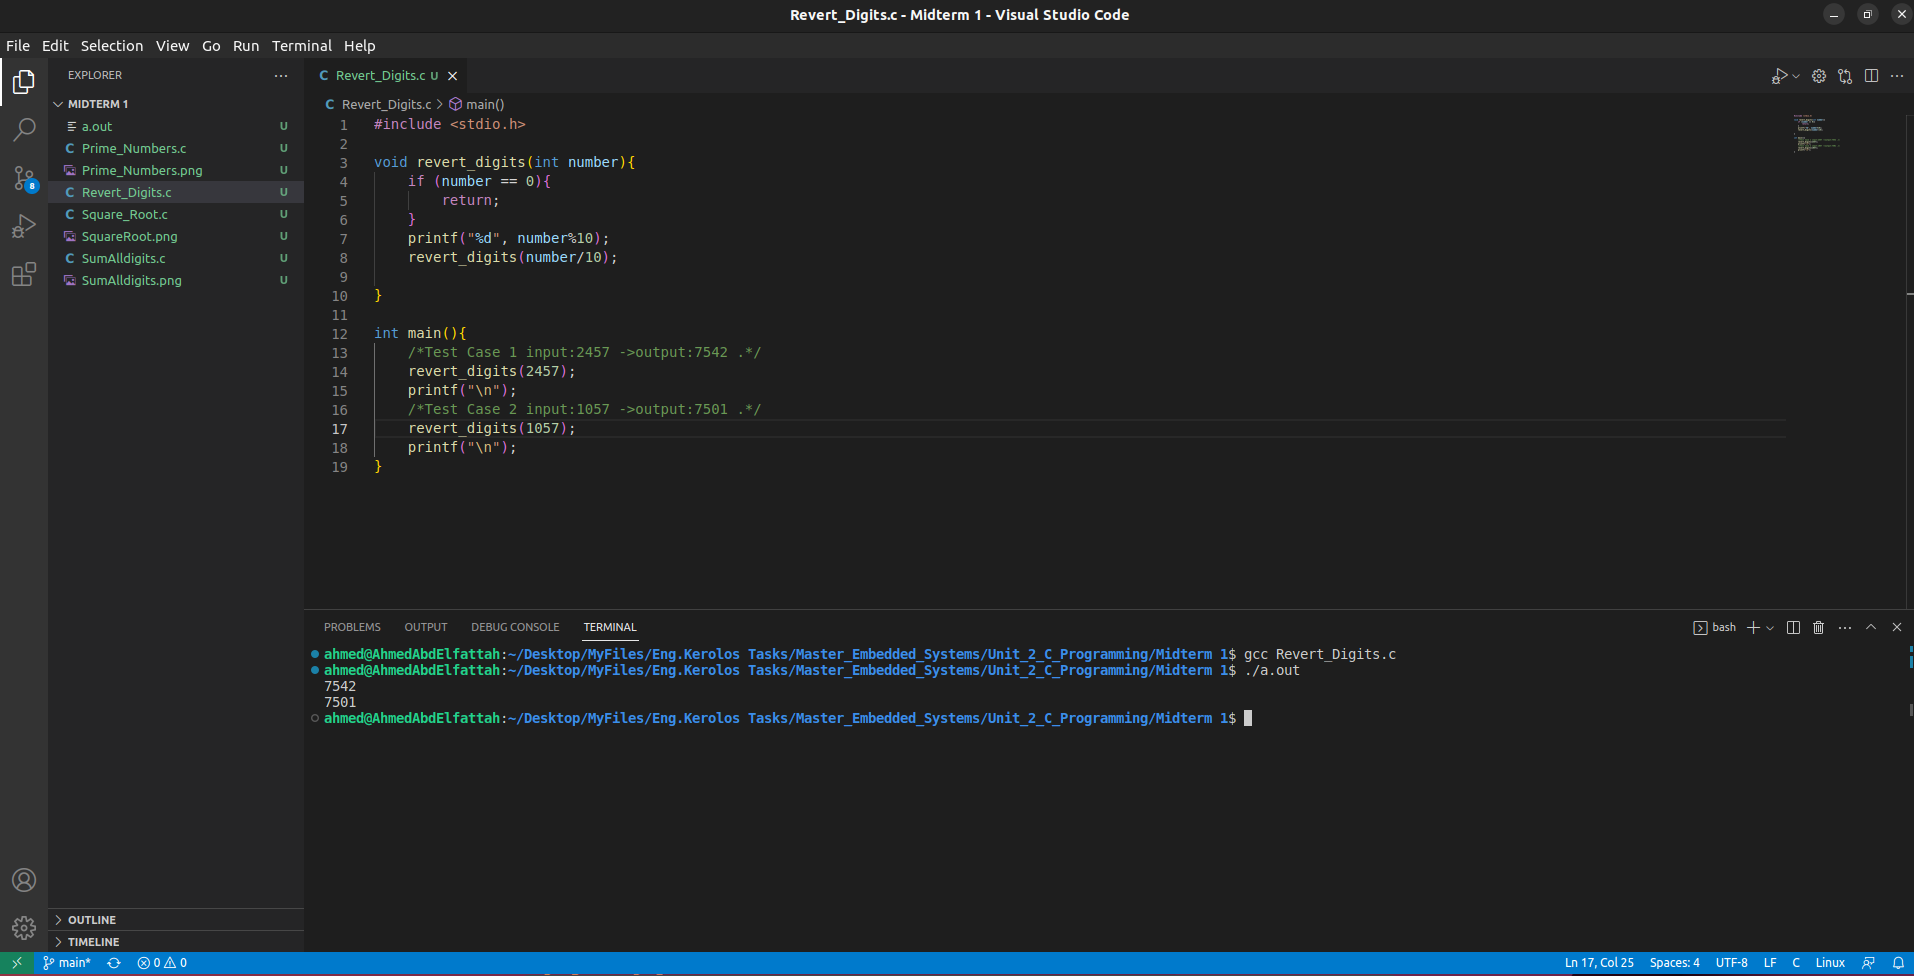 Revert_Digits.c - Midterm 1 - Visual Studio Code
File Edit Selection View Go Run Terminal Help
EXPLORER
MIDTERM 1
a.out U
Prime_Numbers.c U
Prime_Numbers.png U
Revert_Digits.c U
Square_Root.c U
SquareRoot.png U
SumAlldigits.c U
SumAlldigits.png U
8
OUTLINE
TIMELINE
C Revert_Digits.c U
C Revert_Digits.c > main()
1 #include <stdio.h>
2
3 void revert_digits(int number){
4     if (number == 0){
5         return;
6     }
7     printf("%d", number%10);
8     revert_digits(number/10);
9
10 }
11
12 int main(){
13     /*Test Case 1 input:2457 ->output:7542 .*/
14     revert_digits(2457);
15     printf("\n");
16     /*Test Case 2 input:1057 ->output:7501 .*/
17     revert_digits(1057);
18     printf("\n");
19 }
PROBLEMS OUTPUT DEBUG CONSOLE TERMINAL
bash
ahmed@AhmedAbdElfattah:~/Desktop/MyFiles/Eng.Kerolos Tasks/Master_Embedded_Systems/Unit_2_C_Programming/Midterm 1$ gcc Revert_Digits.c
ahmed@AhmedAbdElfattah:~/Desktop/MyFiles/Eng.Kerolos Tasks/Master_Embedded_Systems/Unit_2_C_Programming/Midterm 1$ ./a.out
7542
7501
ahmed@AhmedAbdElfattah:~/Desktop/MyFiles/Eng.Kerolos Tasks/Master_Embedded_Systems/Unit_2_C_Programming/Midterm 1$
main* 0 0 Ln 17, Col 25 Spaces: 4 UTF-8 LF C Linux